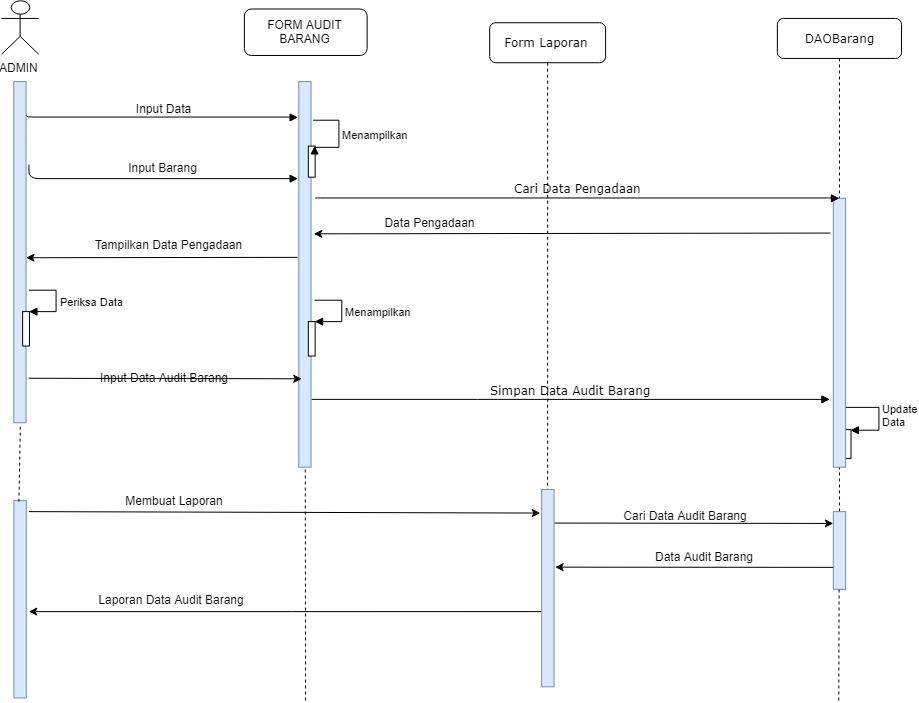 FORM AUDIT
BARANG
Form Laporan
DAOBarang
ADMIN
Input Data
Menampilkan
Input Barang
Cari Data Pengadaan
Data Pengadaan
Tampilkan Data Pengadaan
Periksa Data
Menampilkan
Input Data Audit Barang
Simpan Data Audit Barang
Update
Data
Membuat Laporan
Cari Data Audit Barang
Data Audit Barang
Laporan Data Audit Barang